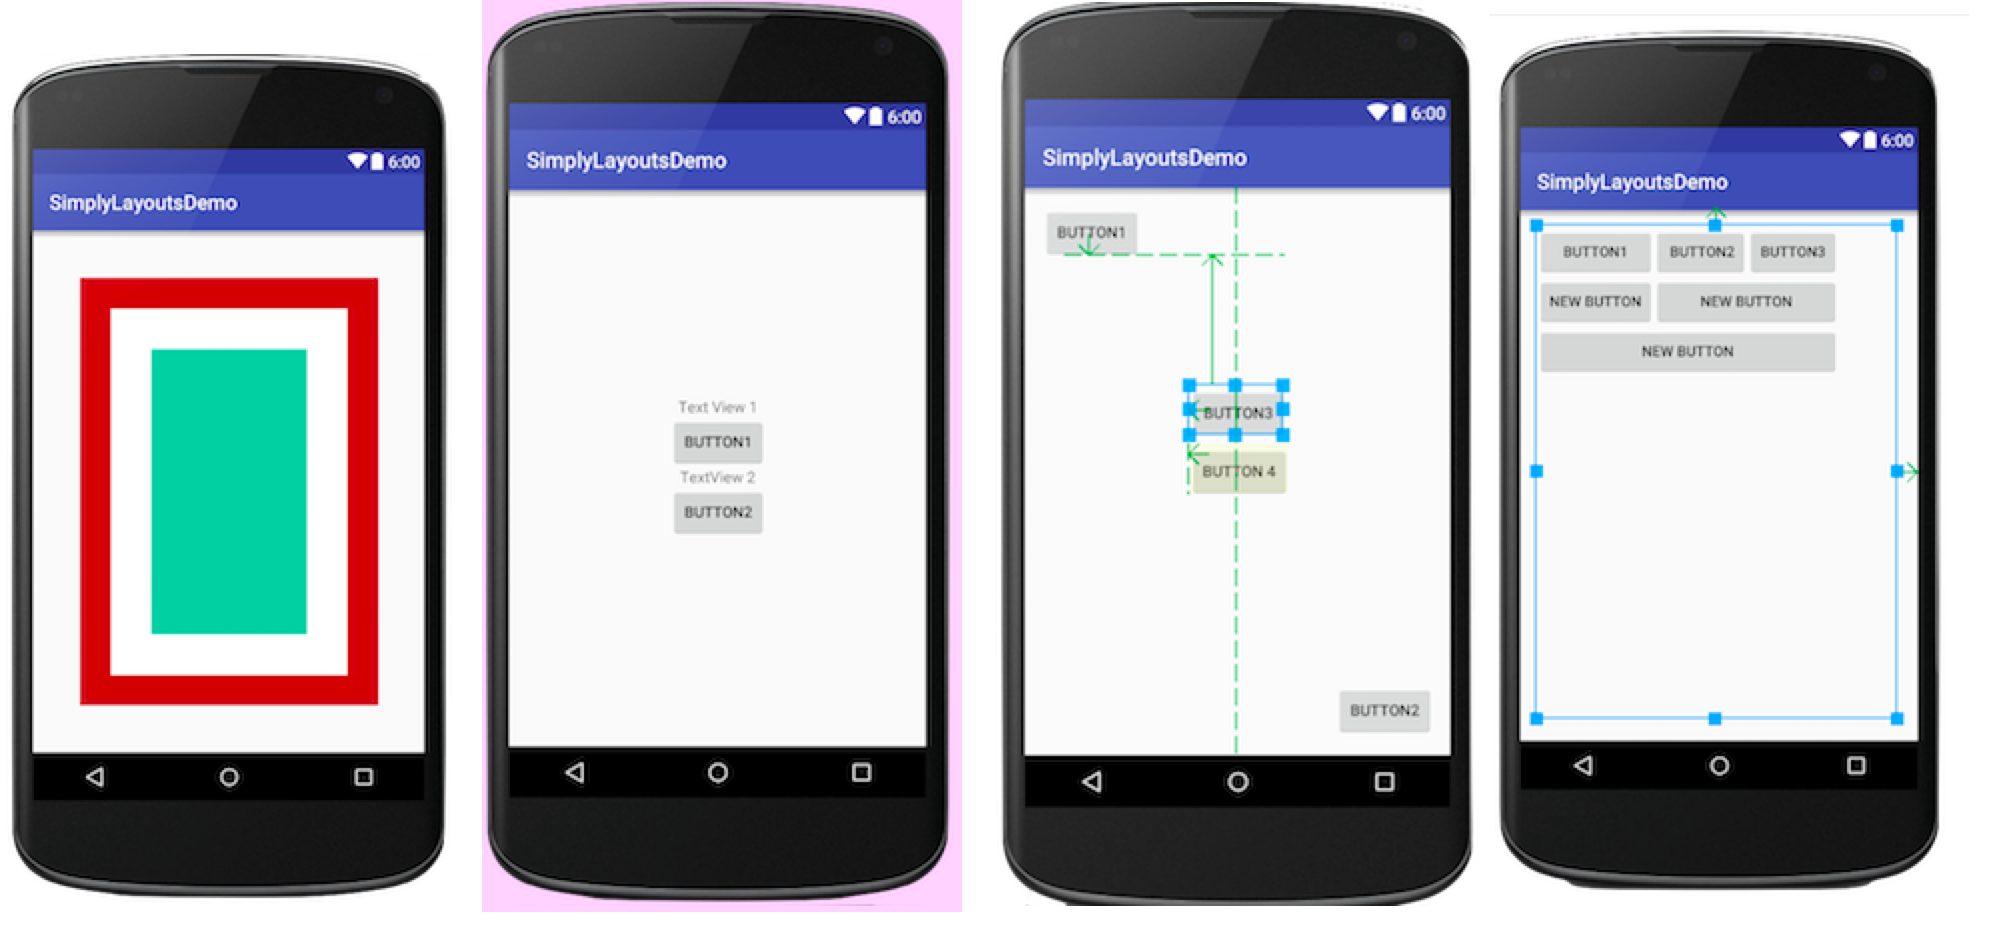 6:00
SimplyLayoutsDemo
6:00
SimplyLayoutsDemo
Text View 1
BUTTON1
TextView 2
BUTTON2
6:00
SimplyLayoutsDemo
BUTTON1
BUTTON3
BUTTON 4
BUTTON2
6:00
SimplyLayoutsDemo
BUTTON1 BUTTON2 BUTTON3
NEW BUTTON NEW BUTTON
NEW BUTTON